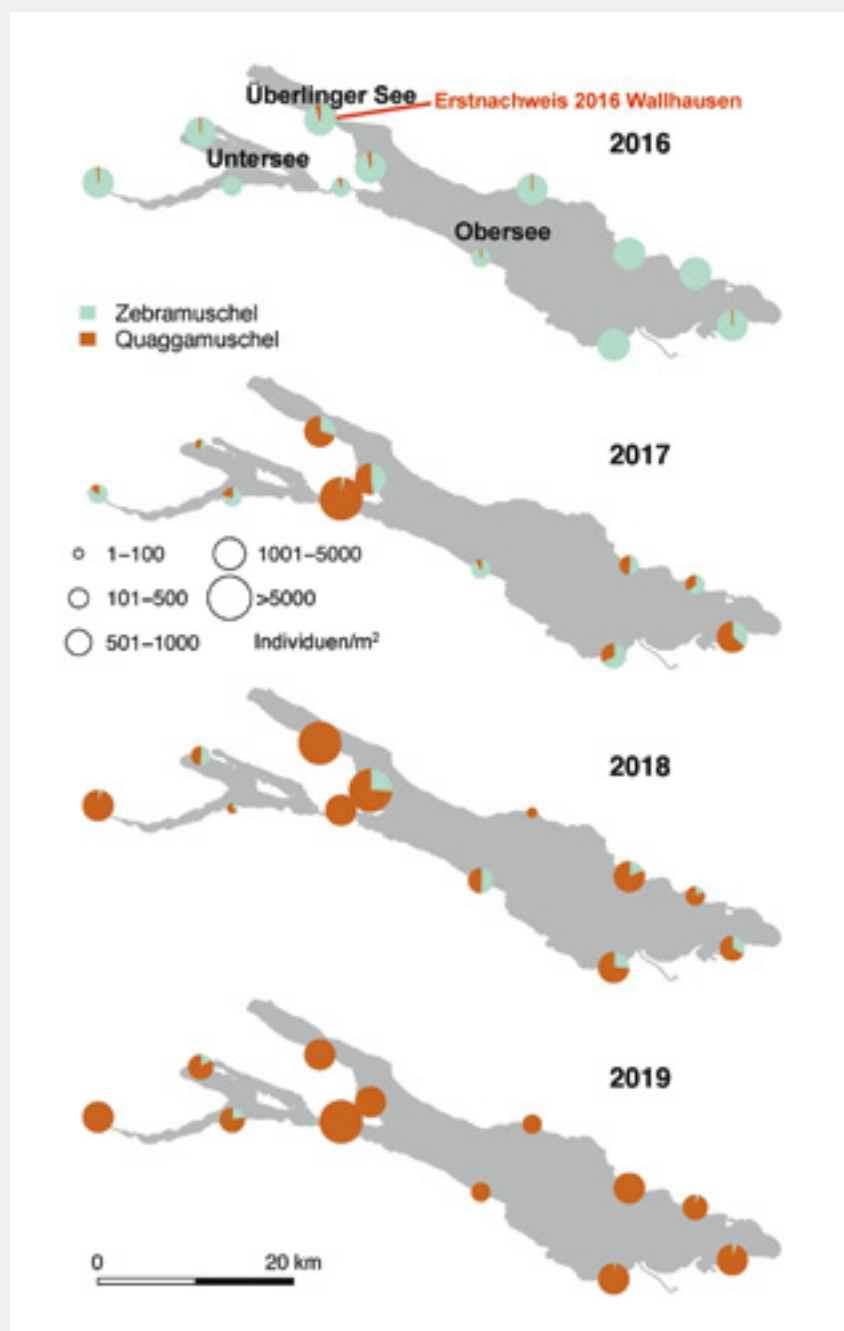 Überlinger See
Erstnachweis 2016 Wallhausen
2016
Untersee
Obersee
Zebramuschel
Quaggamuschel
2017
1–100
1001–5000
101–500
>5000
501–1000
Individuen/m²
2018
2019
0
20 km